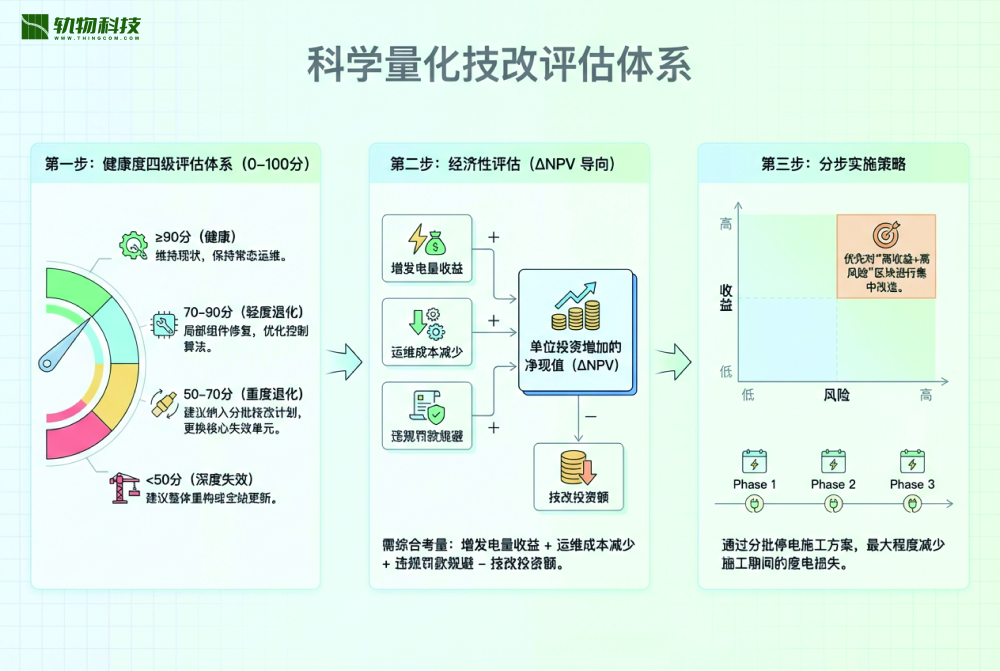 轨物科技
WWW.THINGCOM.COM
科学量化技改评估体系
第一步：健康度四级评估体系（0-100分）
≥90分（健康）
维持现状，保持常态运维。
70-90分（轻度退化）
局部组件修复，优化控制
算法。
50-70分（重度退化）
建议纳入分批技改计划，
更换核心失效单元。
<50分（深度失效）
建议整体重构或全站更新。
第二步：经济性评估（ΔNPV 导向）
增发电量收益
+
运维成本减少
+
违规罚款规避
+
单位投资增加的
净现值（ΔNPV）
−
技改投资额
需综合考量：增发电量收益 + 运维成本减少
+ 违规罚款规避 − 技改投资额。
第三步：分步实施策略
高
收益
低
优先对“高收益+高
风险”区块进行集
中改造。
低
风险
高
Phase 1
Phase 2
Phase 3
通过分批停电施工方案，最大程度减少
施工期间的度电损失。